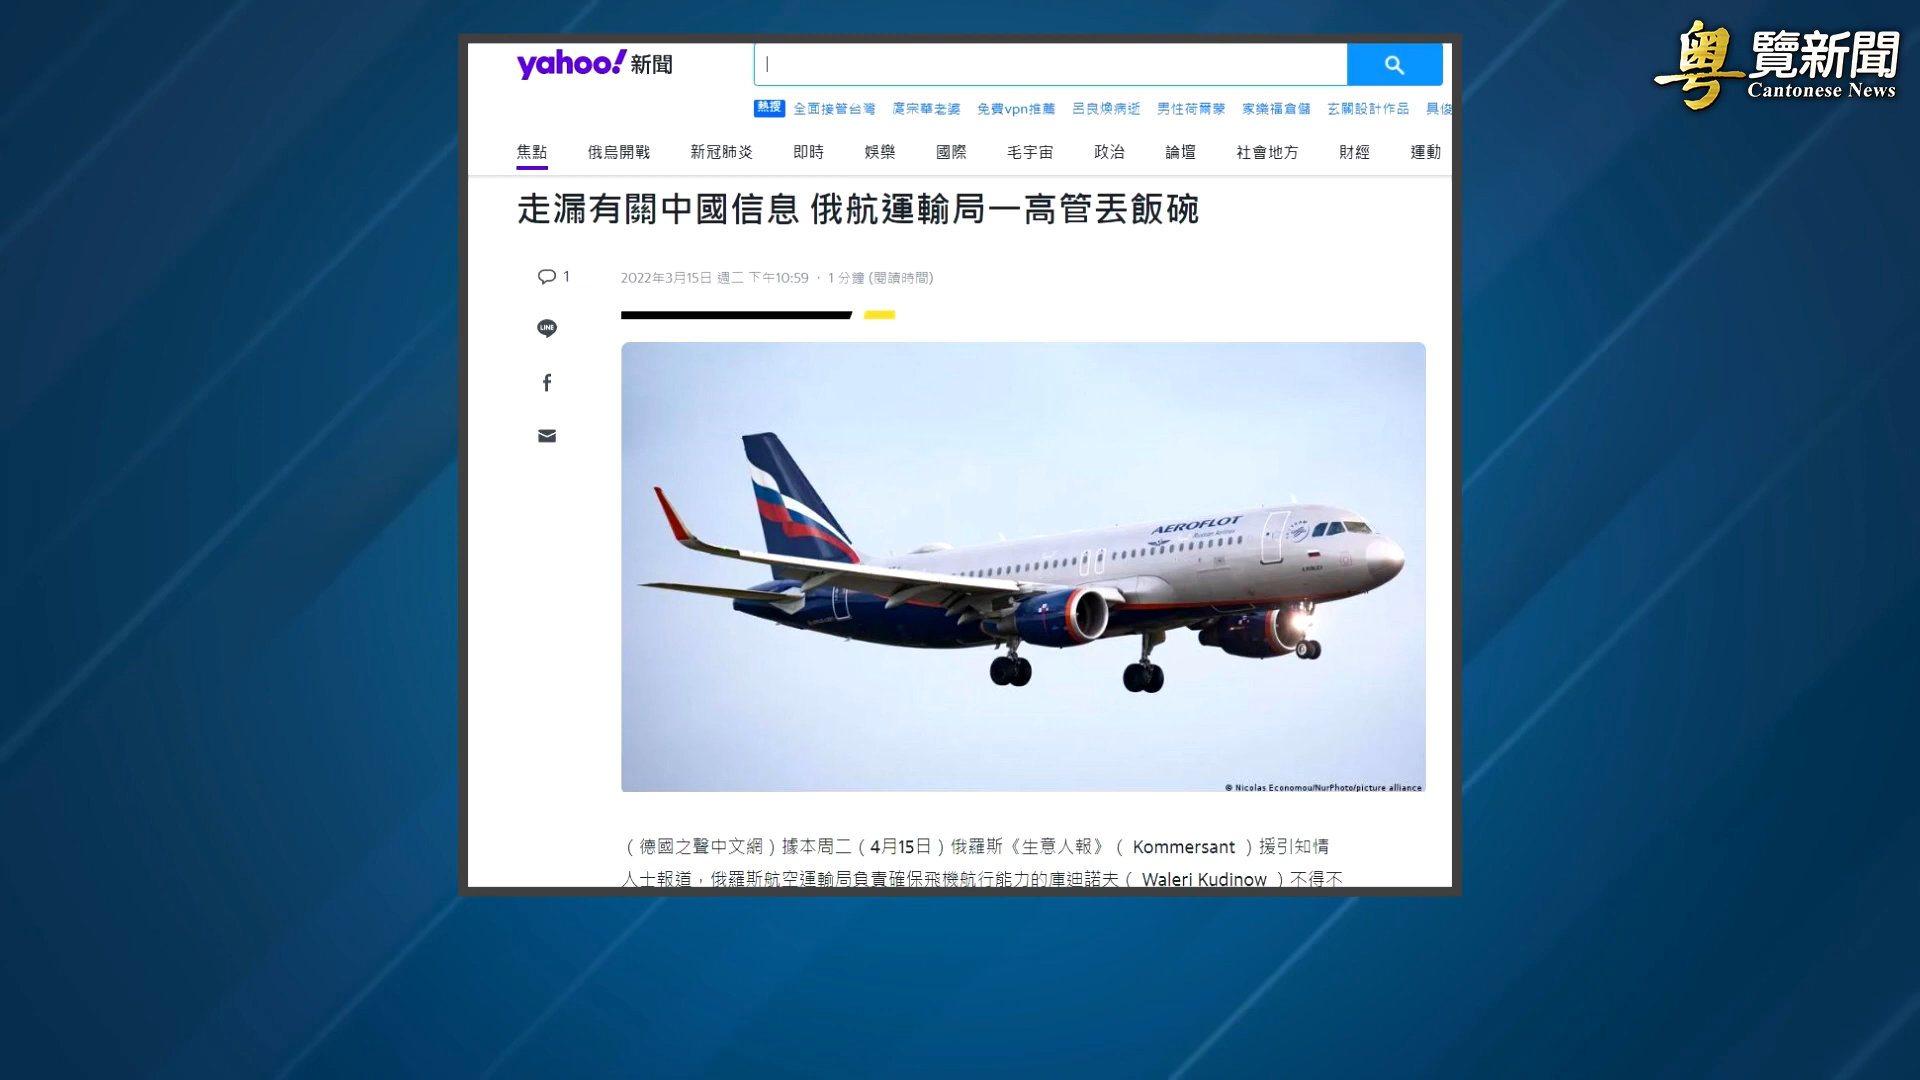 粵覽新聞
Cantonese News
yahoo!新聞
熱搜 全面接管台灣 庹宗華老婆 免費vpn推薦 呂良煥病逝 男性荷爾蒙 家樂福倉儲 玄關設計作品 具俊
焦點 俄烏開戰 新冠肺炎 即時 娛樂 國際 毛宇宙 政治 論壇 社會地方 財經 運動
走漏有關中國信息 俄航運輸局一高管丟飯碗
1
2022年3月15日 週二 下午10:59 · 1 分鐘 (閱讀時間)
LINE
AEROFLOT
Russian Airlines
© Nicolas Economou/NurPhoto/picture alliance
（德國之聲中文網）據本周二（4月15日）俄羅斯《生意人報》（ Kommersant ）援引知情
人士報道，俄羅斯航空運輸局負責確保飛機航行能力的庫迪諾夫（ Waleri Kudinow ）不得不